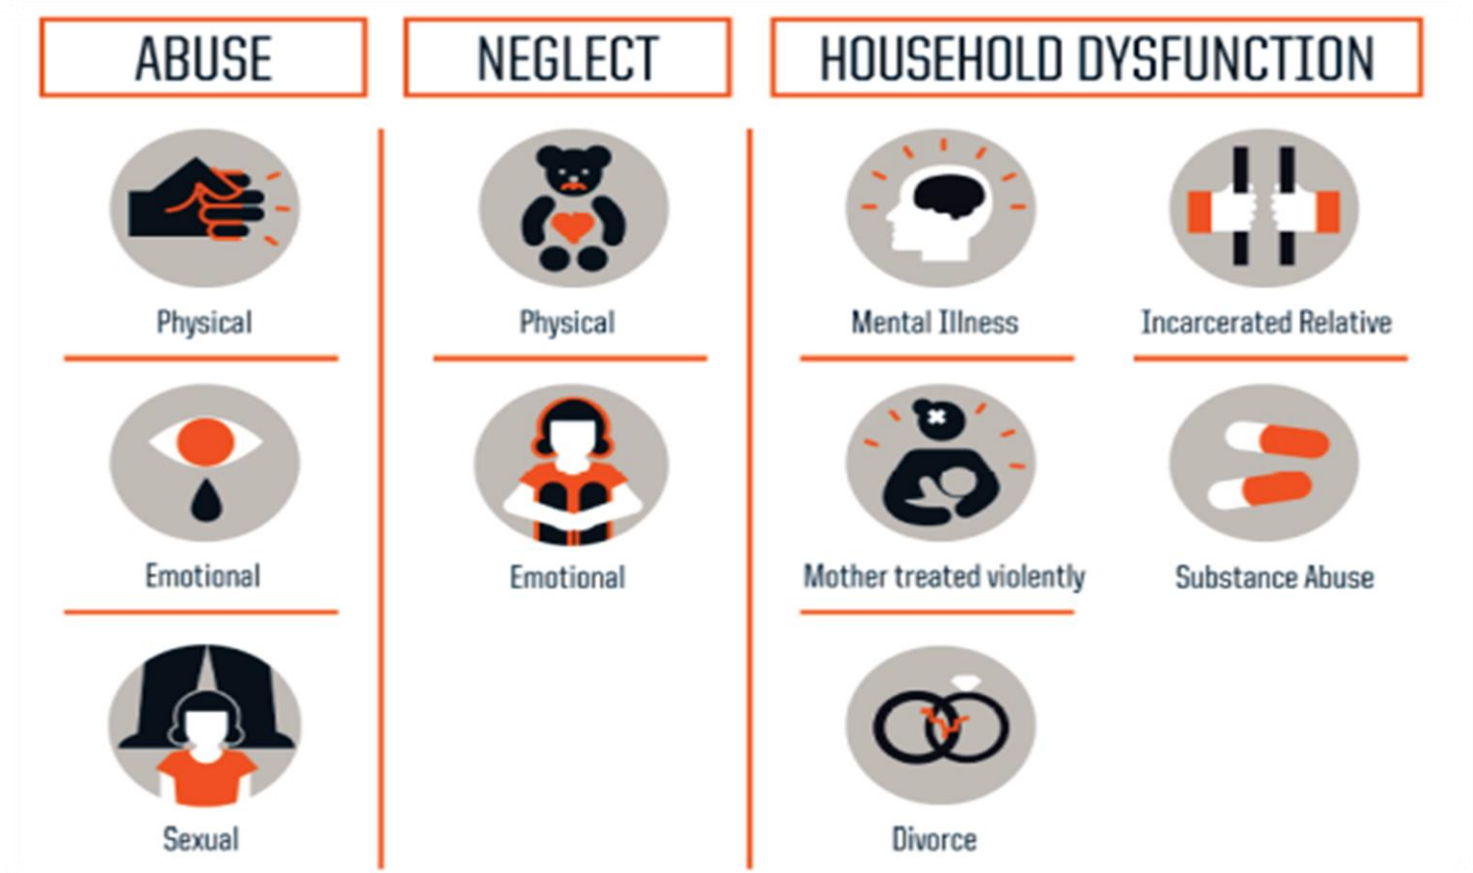 ABUSE
NEGLECT
HOUSEHOLD DYSFUNCTION
Physical
Physical
Mental Illness
Incarcerated Relative
Emotional
Emotional
Mother treated violently
Substance Abuse
Sexual
Divorce